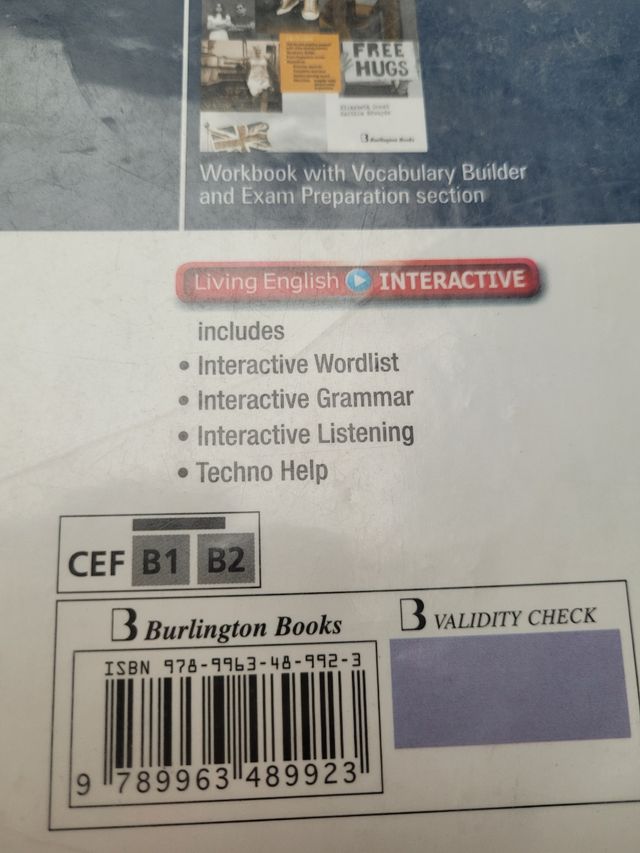 FREE
HUGS
Burlington Books
Workbook with Vocabulary Builder
and Exam Preparation section
Living English INTERACTIVE
includes
• Interactive Wordlist
• Interactive Grammar
• Interactive Listening
• Techno Help
CEF B1 B2
B Burlington Books
B VALIDITY CHECK
ISBN 978-9963-48-992-3
9 789963 489923